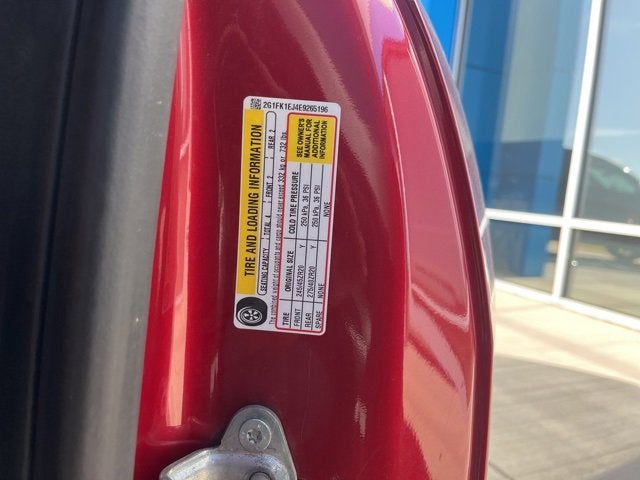 2G1FK1EJ4E9265196
TIRE AND LOADING INFORMATION
SEATING CAPACITY TOTAL 4 FRONT 2 REAR 2
The combined weight of occupants and cargo should never exceed 332 kg or 732 lbs.
TIRE ORIGINAL SIZE COLD TIRE PRESSURE
FRONT 245/45ZR20 Y 250 kPa, 36 PSI
REAR 275/40ZR20 Y 250 kPa, 36 PSI
SPARE NONE NONE
SEE OWNER'S
MANUAL FOR
ADDITIONAL
INFORMATION